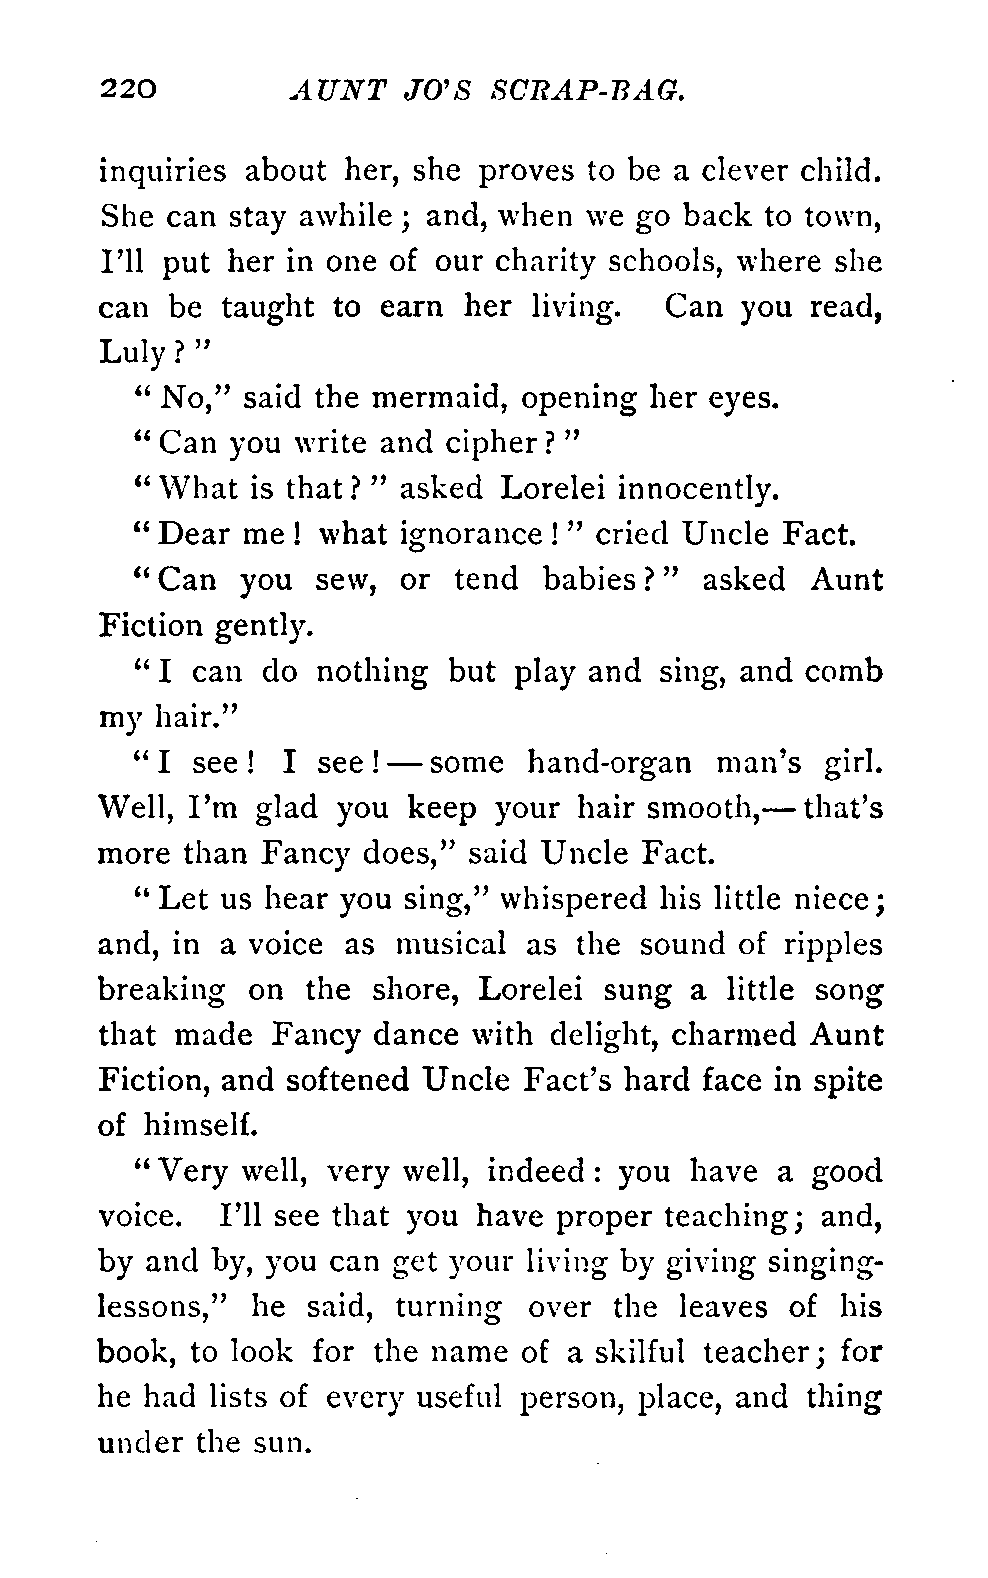 220 AUNT JO'S SCRAP-BAG.
inquiries about her, she proves to be a clever child.
She can stay awhile; and, when we go back to town,
I'll put her in one of our charity schools, where she
can be taught to earn her living. Can you read,
Luly?"
"No," said the mermaid, opening her eyes.
"Can you write and cipher?"
"What is that?" asked Lorelei innocently.
"Dear me! what ignorance!" cried Uncle Fact.
"Can you sew, or tend babies?" asked Aunt
Fiction gently.
"I can do nothing but play and sing, and comb
my hair."
"I see! I see!—some hand-organ man's girl.
Well, I'm glad you keep your hair smooth,—that's
more than Fancy does," said Uncle Fact.
"Let us hear you sing," whispered his little niece;
and, in a voice as musical as the sound of ripples
breaking on the shore, Lorelei sung a little song
that made Fancy dance with delight, charmed Aunt
Fiction, and softened Uncle Fact's hard face in spite
of himself.
"Very well, very well, indeed: you have a good
voice. I'll see that you have proper teaching; and,
by and by, you can get your living by giving singing-
lessons," he said, turning over the leaves of his
book, to look for the name of a skilful teacher; for
he had lists of every useful person, place, and thing
under the sun.